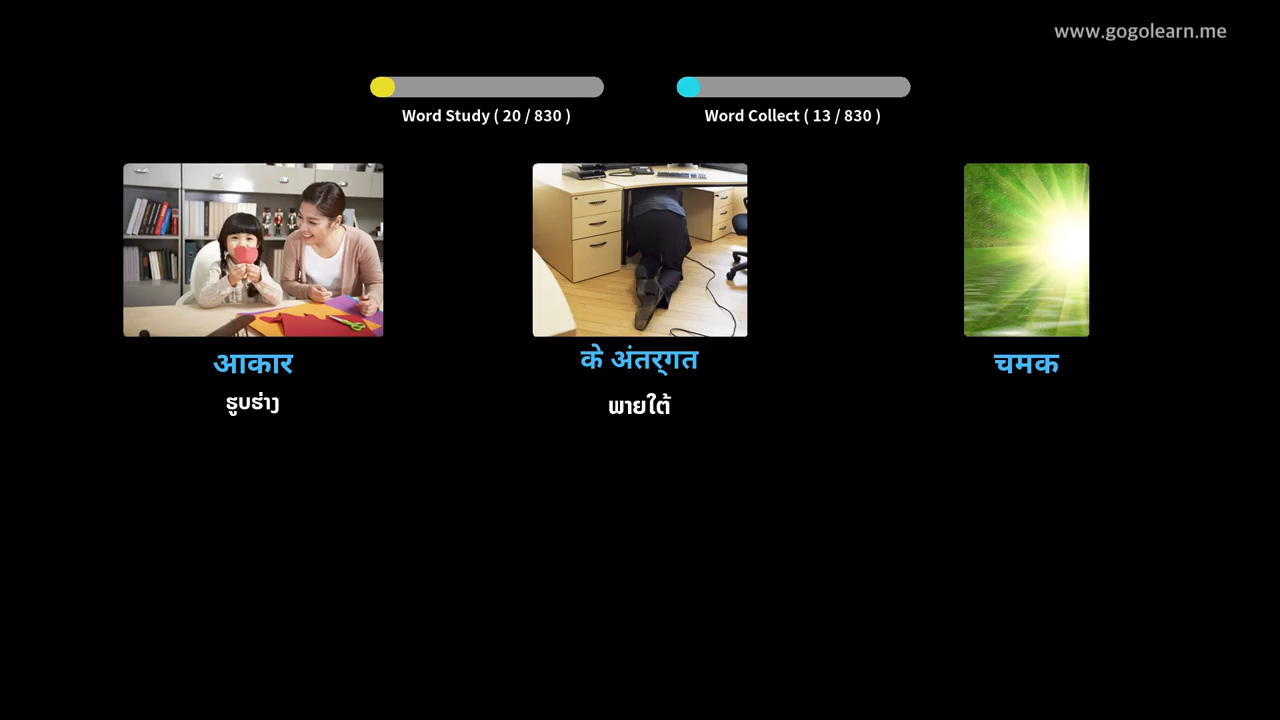 www.gogolearn.me
Word Study ( 20 / 830 )
Word Collect ( 13 / 830 )
आकार
के अंतर्गत
चमक
ຮູບຮ່າງ
ພາຍໃຕ້